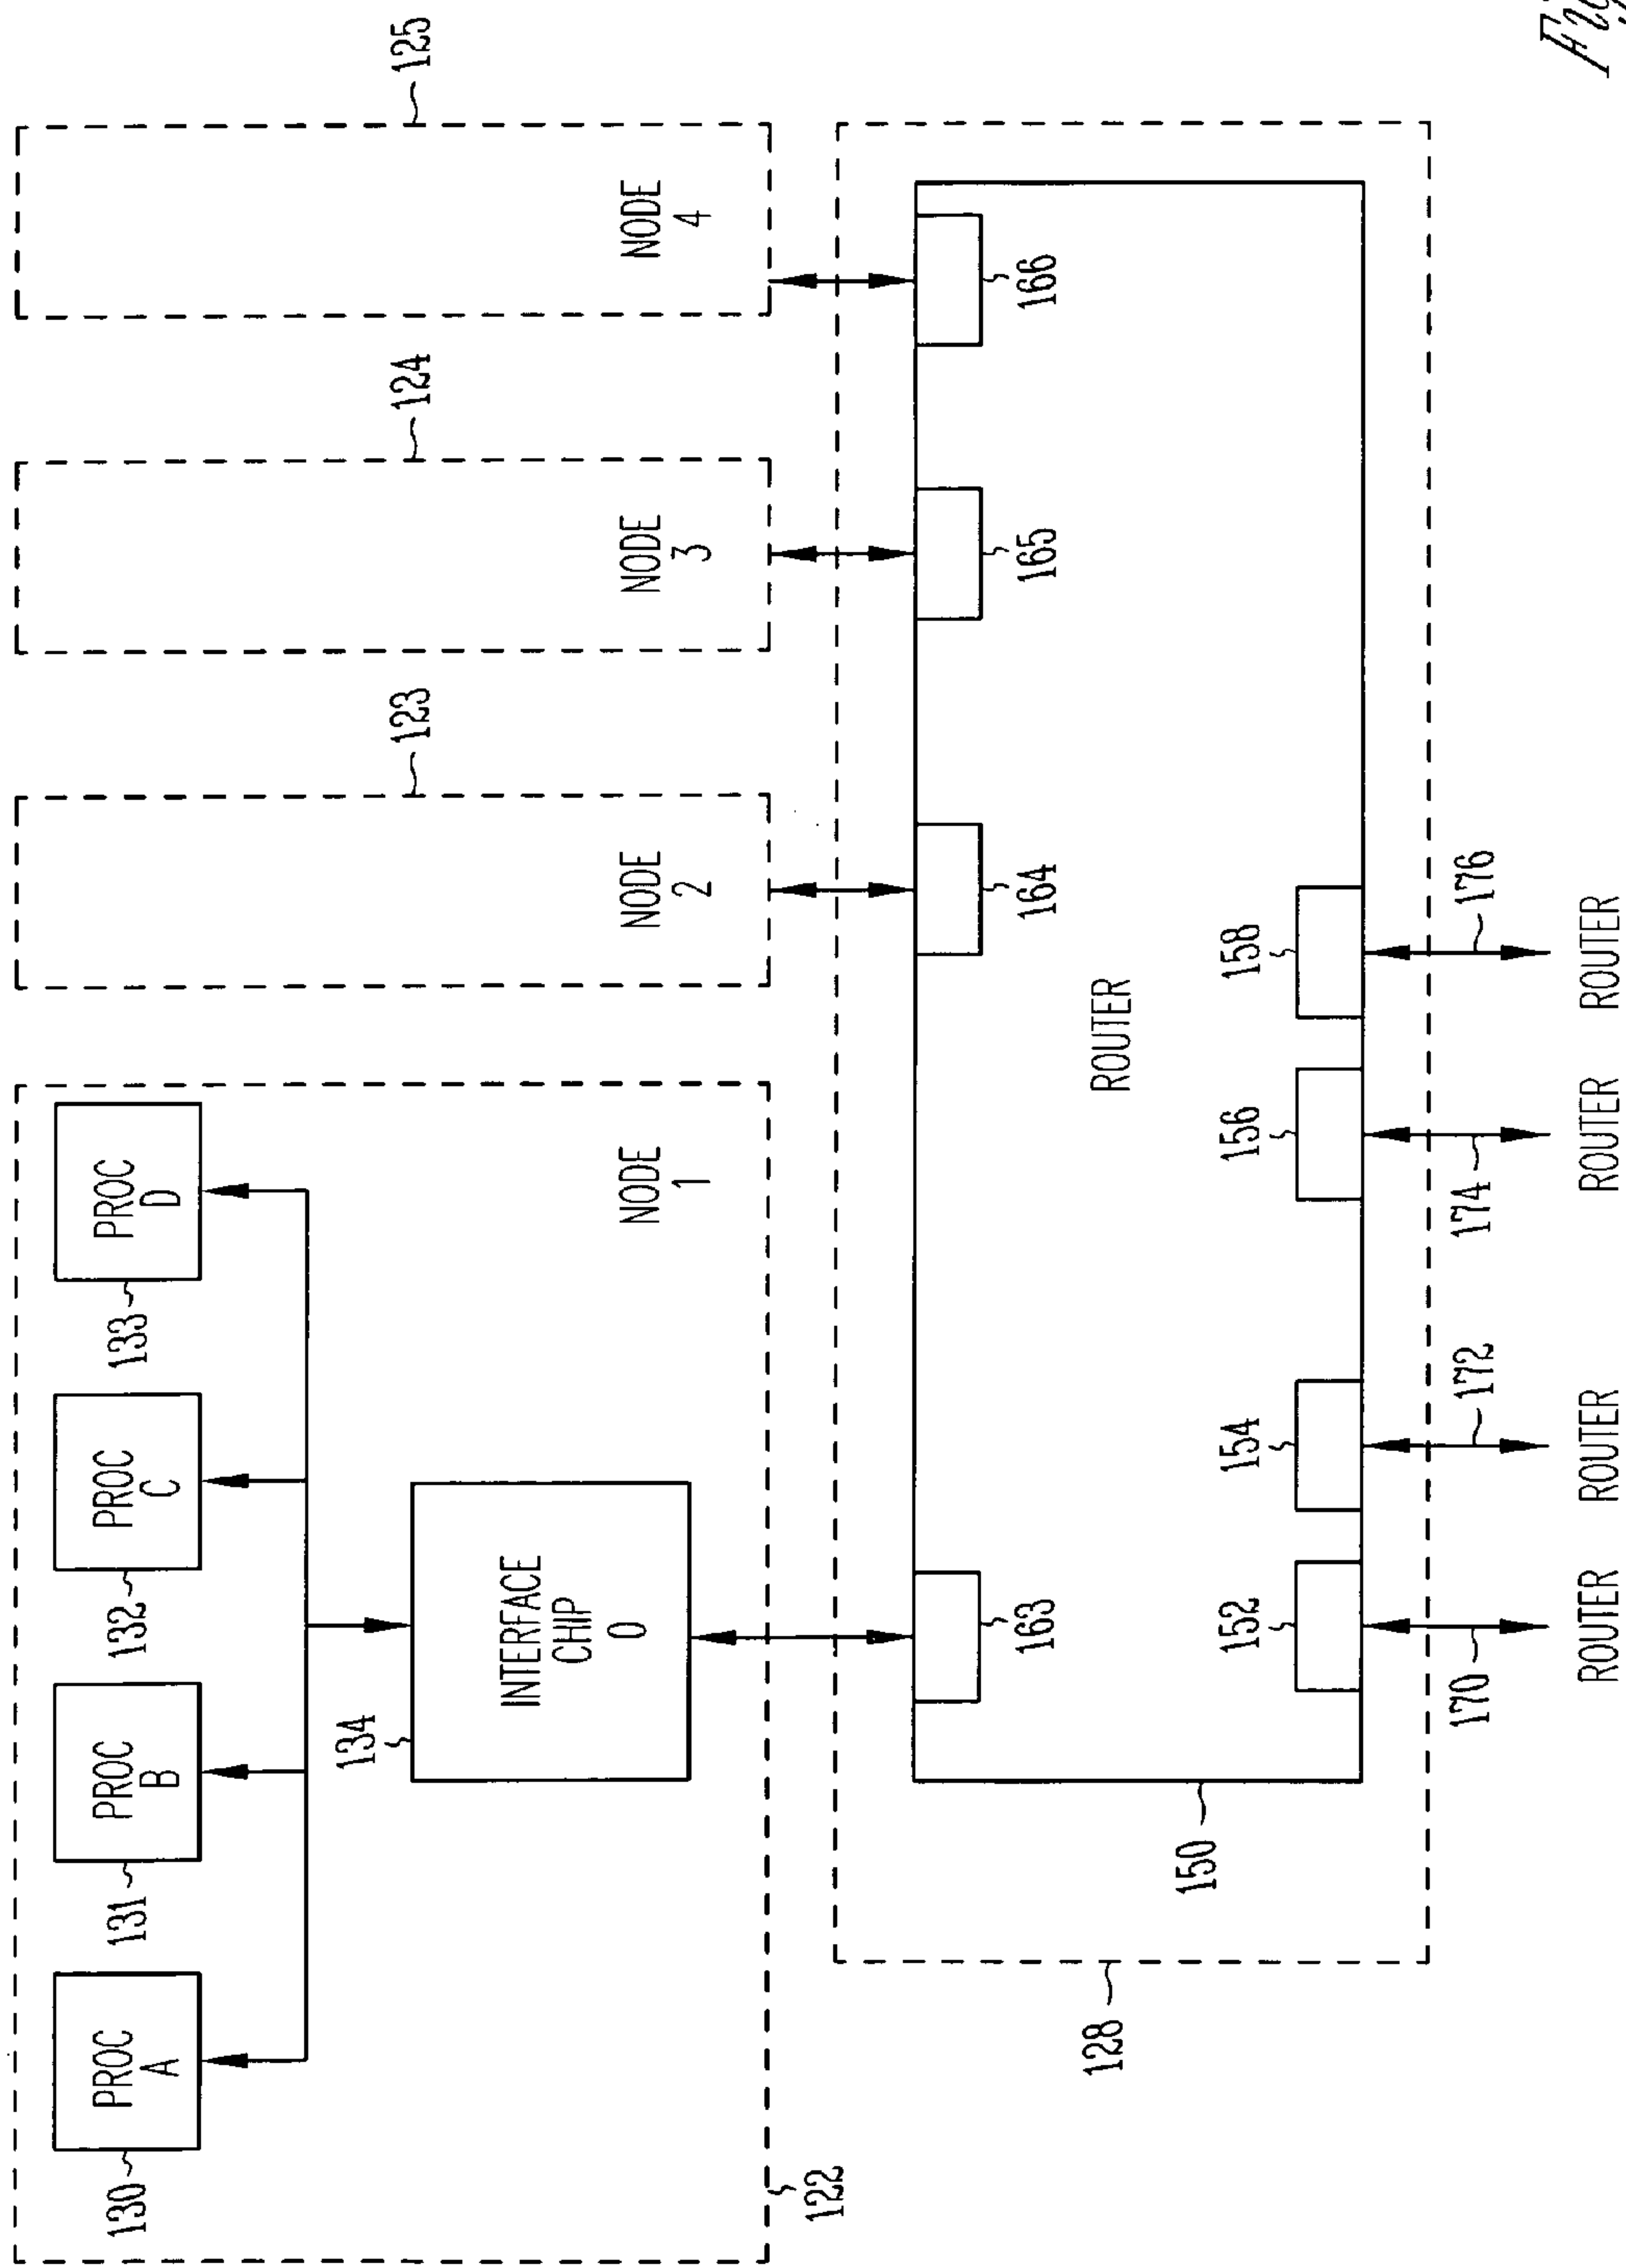 130
PROC
A
131
PROC
B
132
PROC
C
133
PROC
D
134
INTERFACE
CHIP
0
NODE
1
122
NODE
2
123
NODE
3
124
NODE
4
125
163
164
165
166
ROUTER
152
154
156
158
150
128
170
172
174
176
ROUTER
ROUTER
ROUTER
ROUTER